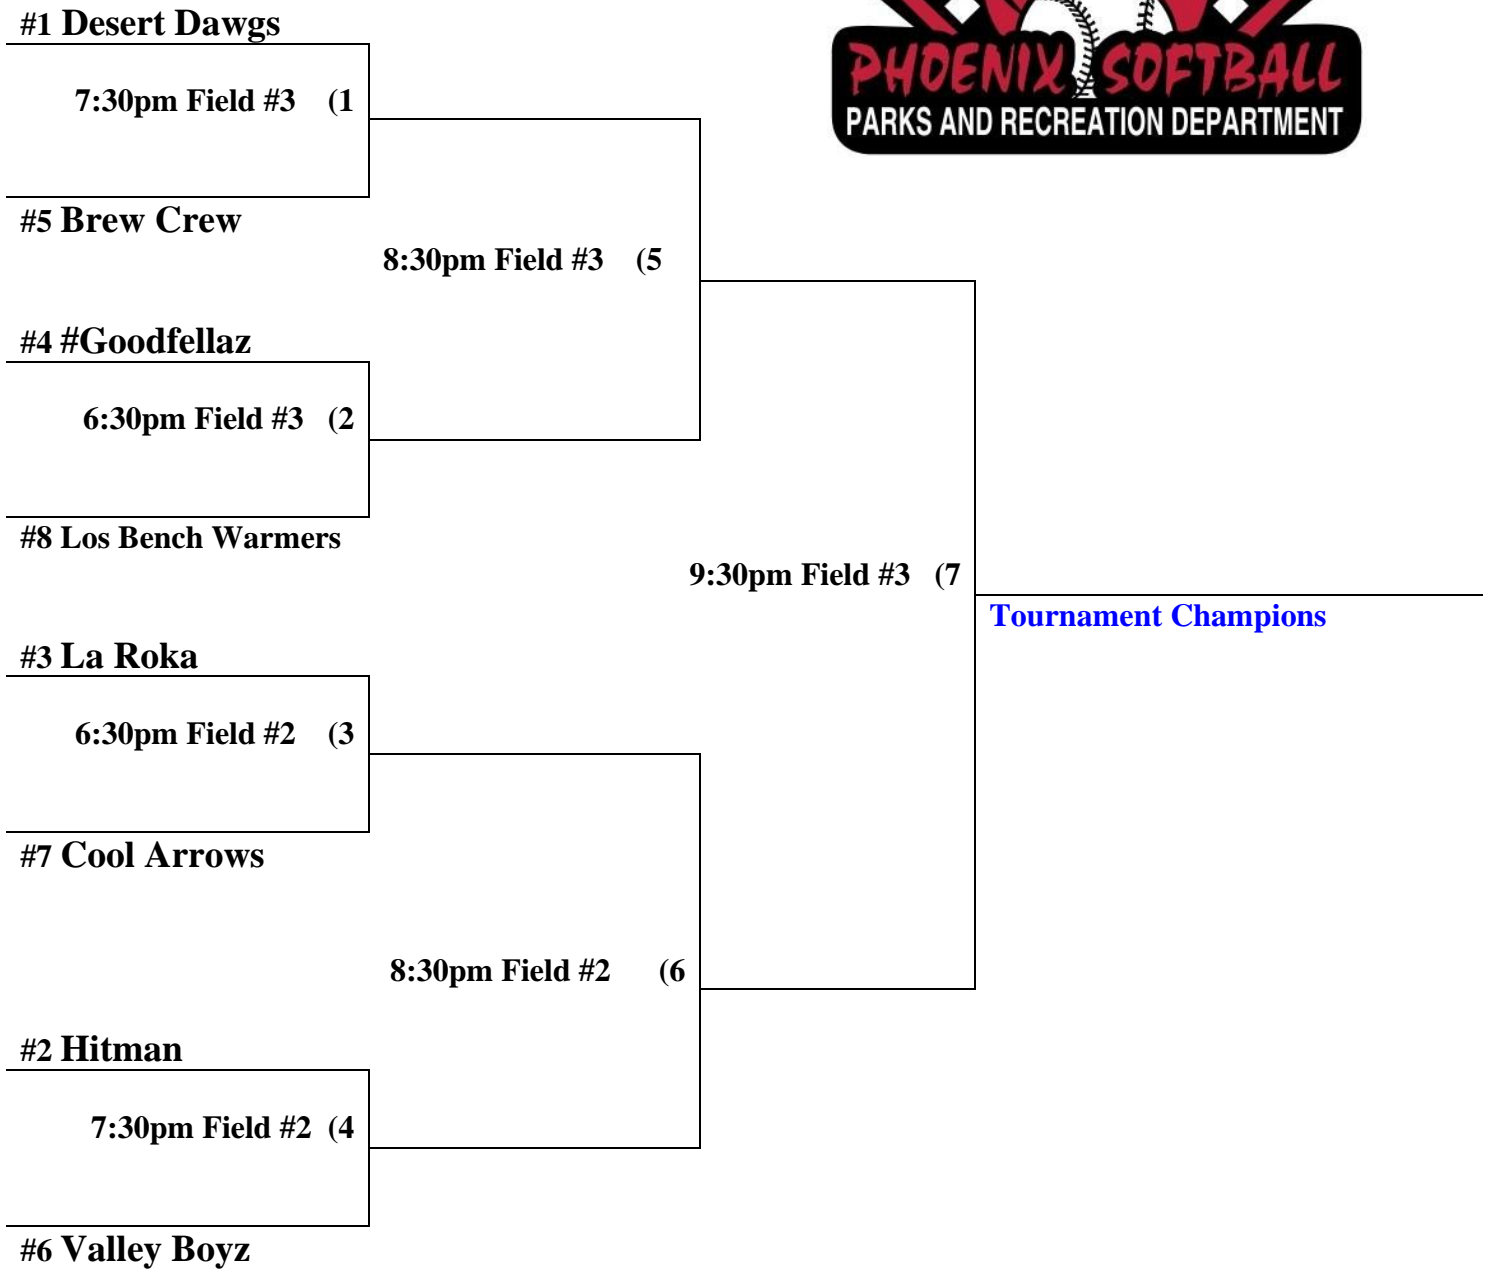 #1 Desert Dawgs
PHOENIX SOFTBALL
PARKS AND RECREATION DEPARTMENT
7:30pm Field #3 (1
#5 Brew Crew
8:30pm Field #3 (5
#4 #Goodfellaz
6:30pm Field #3 (2
#8 Los Bench Warmers
9:30pm Field #3 (7
Tournament Champions
#3 La Roka
6:30pm Field #2 (3
#7 Cool Arrows
8:30pm Field #2 (6
#2 Hitman
7:30pm Field #2 (4
#6 Valley Boyz